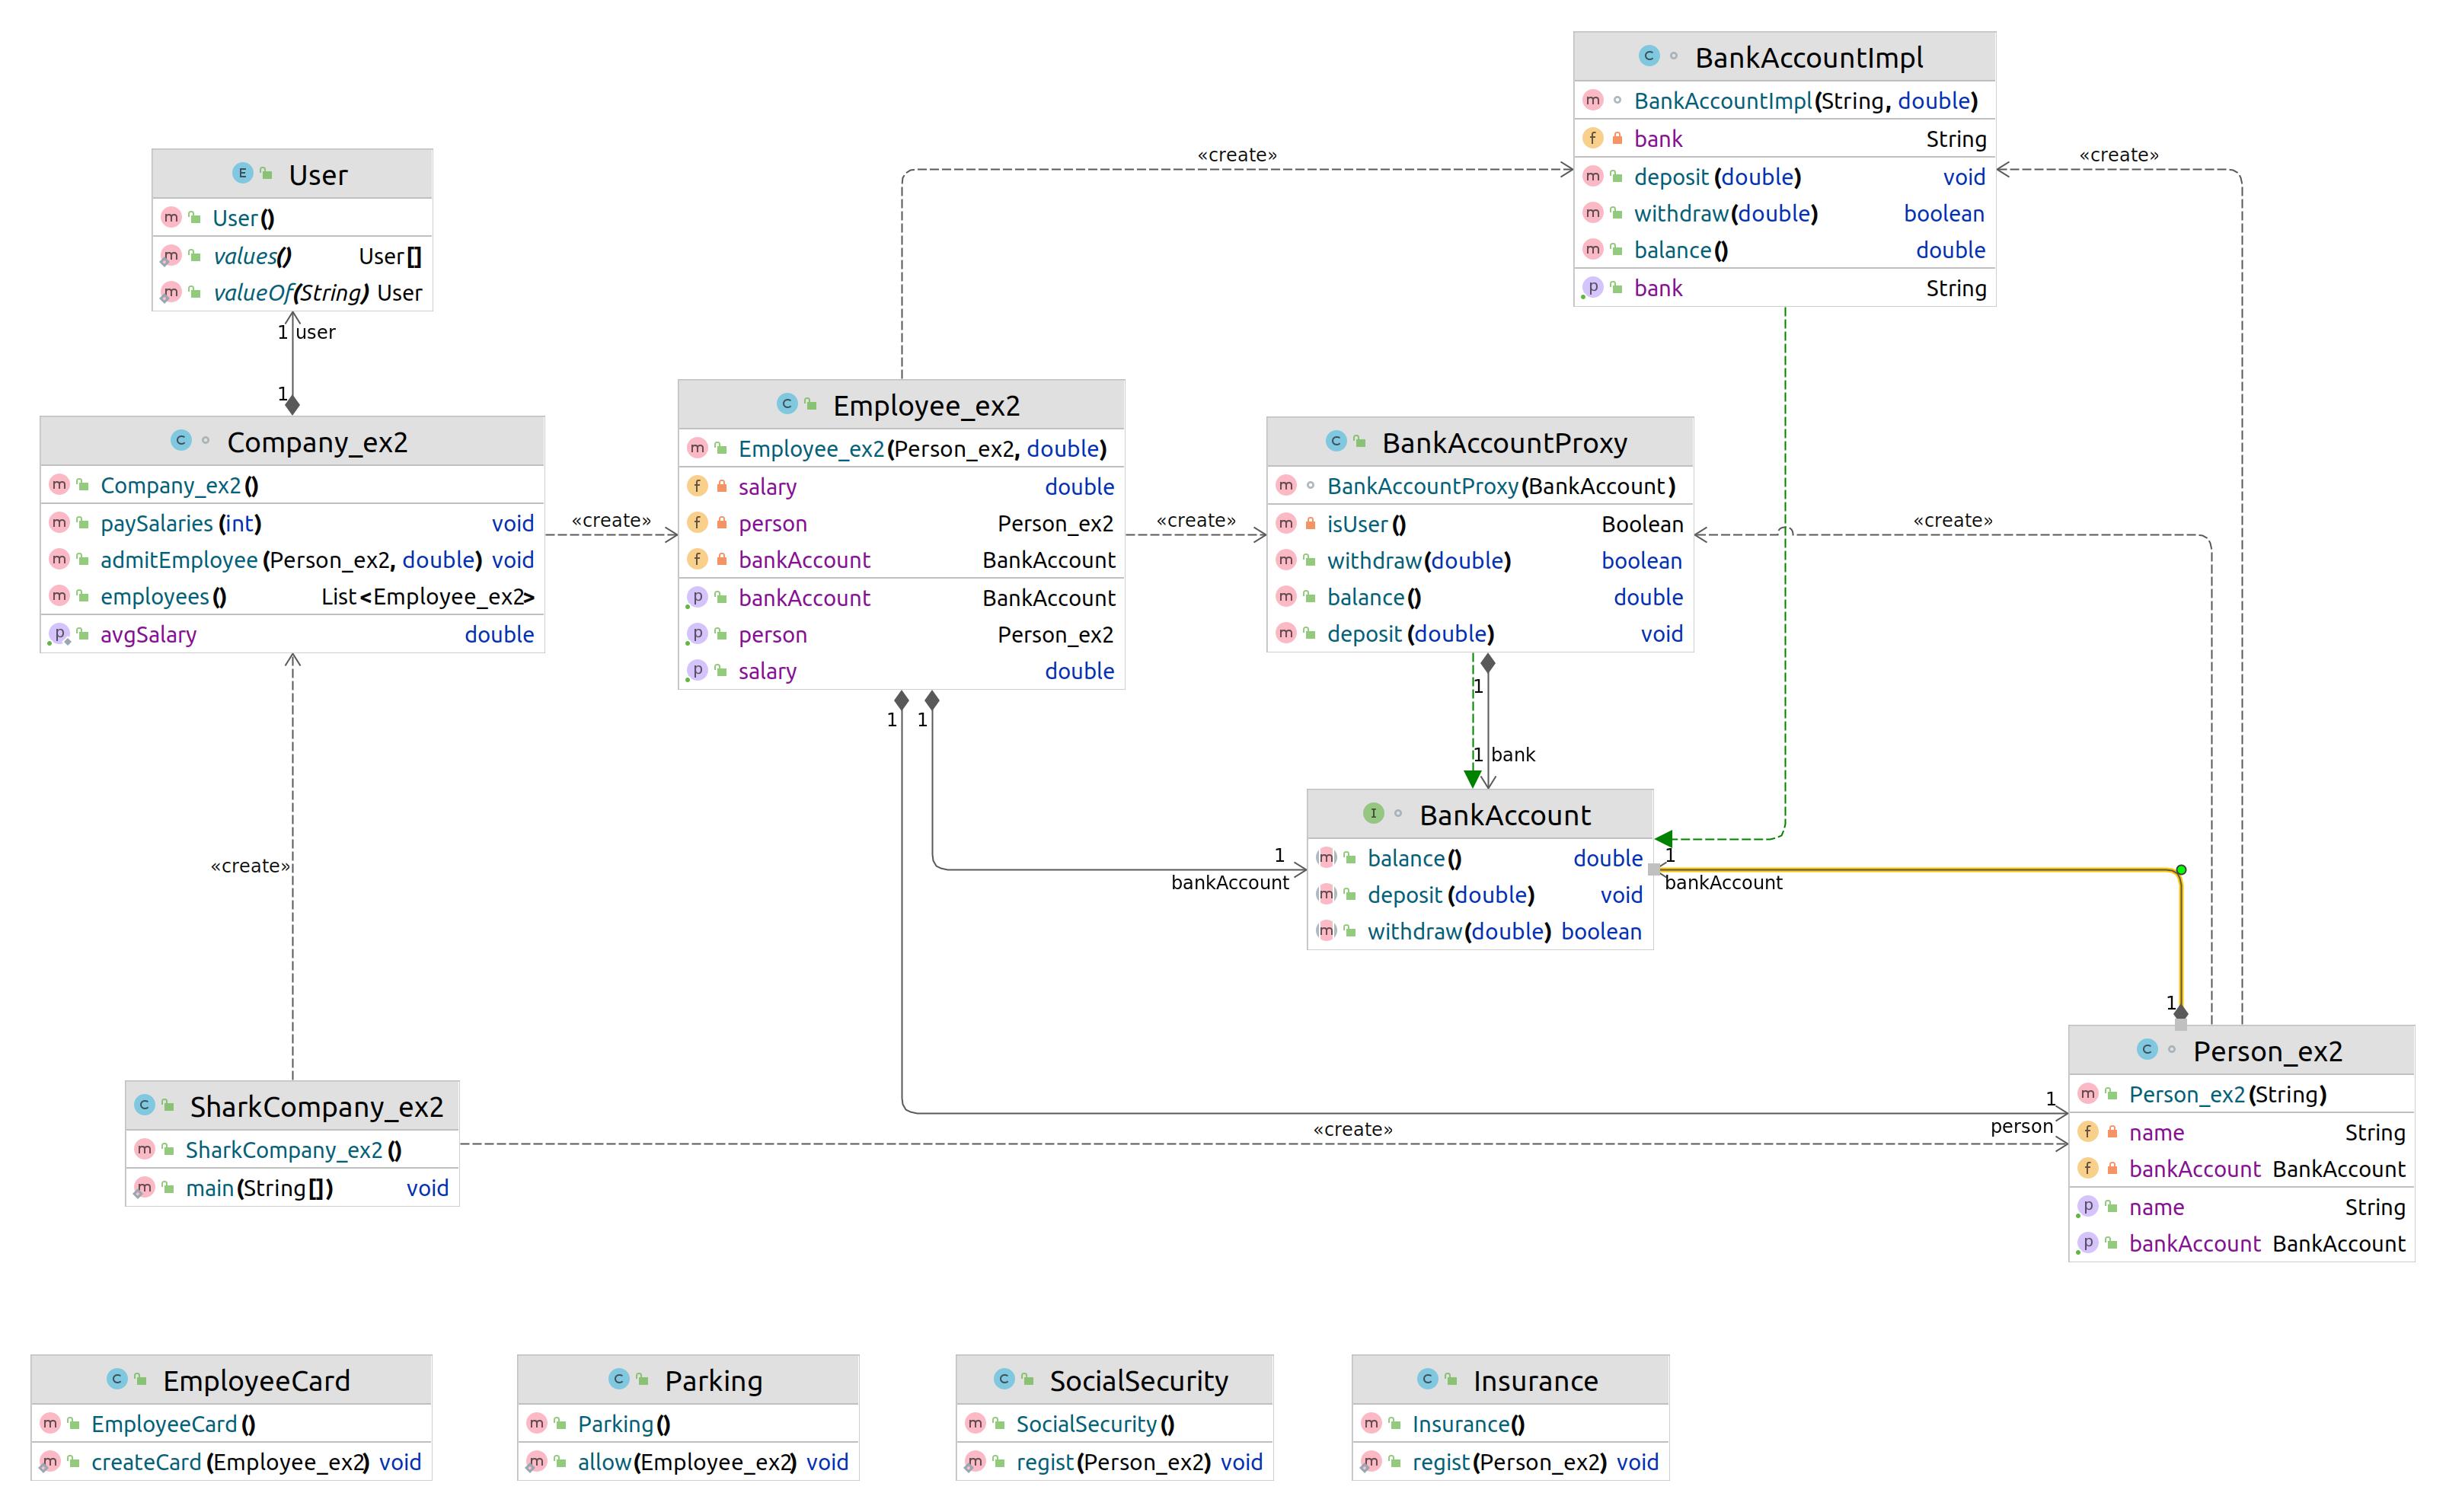 BankAccountImpl
BankAccountImpl(String, double)
bank String
deposit(double) void
withdraw(double) boolean
balance() double
bank String
«create»
«create»
User
User()
values() User[]
valueOf(String) User
1 user
1
Company_ex2
Company_ex2()
paySalaries(int) void
admitEmployee(Person_ex2, double) void
employees() List<Employee_ex2>
avgSalary double
«create»
Employee_ex2
Employee_ex2(Person_ex2, double)
salary double
person Person_ex2
bankAccount BankAccount
bankAccount BankAccount
person Person_ex2
salary double
1 1
«create»
BankAccountProxy
BankAccountProxy(BankAccount)
isUser() Boolean
withdraw(double) boolean
balance() double
deposit(double) void
«create»
1
1 bank
BankAccount
balance() double
deposit(double) void
withdraw(double) boolean
1
bankAccount
1
bankAccount
1
«create»
Person_ex2
Person_ex2(String)
name String
bankAccount BankAccount
name String
bankAccount BankAccount
1
person
«create»
SharkCompany_ex2
SharkCompany_ex2()
main(String[]) void
EmployeeCard
EmployeeCard()
createCard(Employee_ex2) void
Parking
Parking()
allow(Employee_ex2) void
SocialSecurity
SocialSecurity()
regist(Person_ex2) void
Insurance
Insurance()
regist(Person_ex2) void